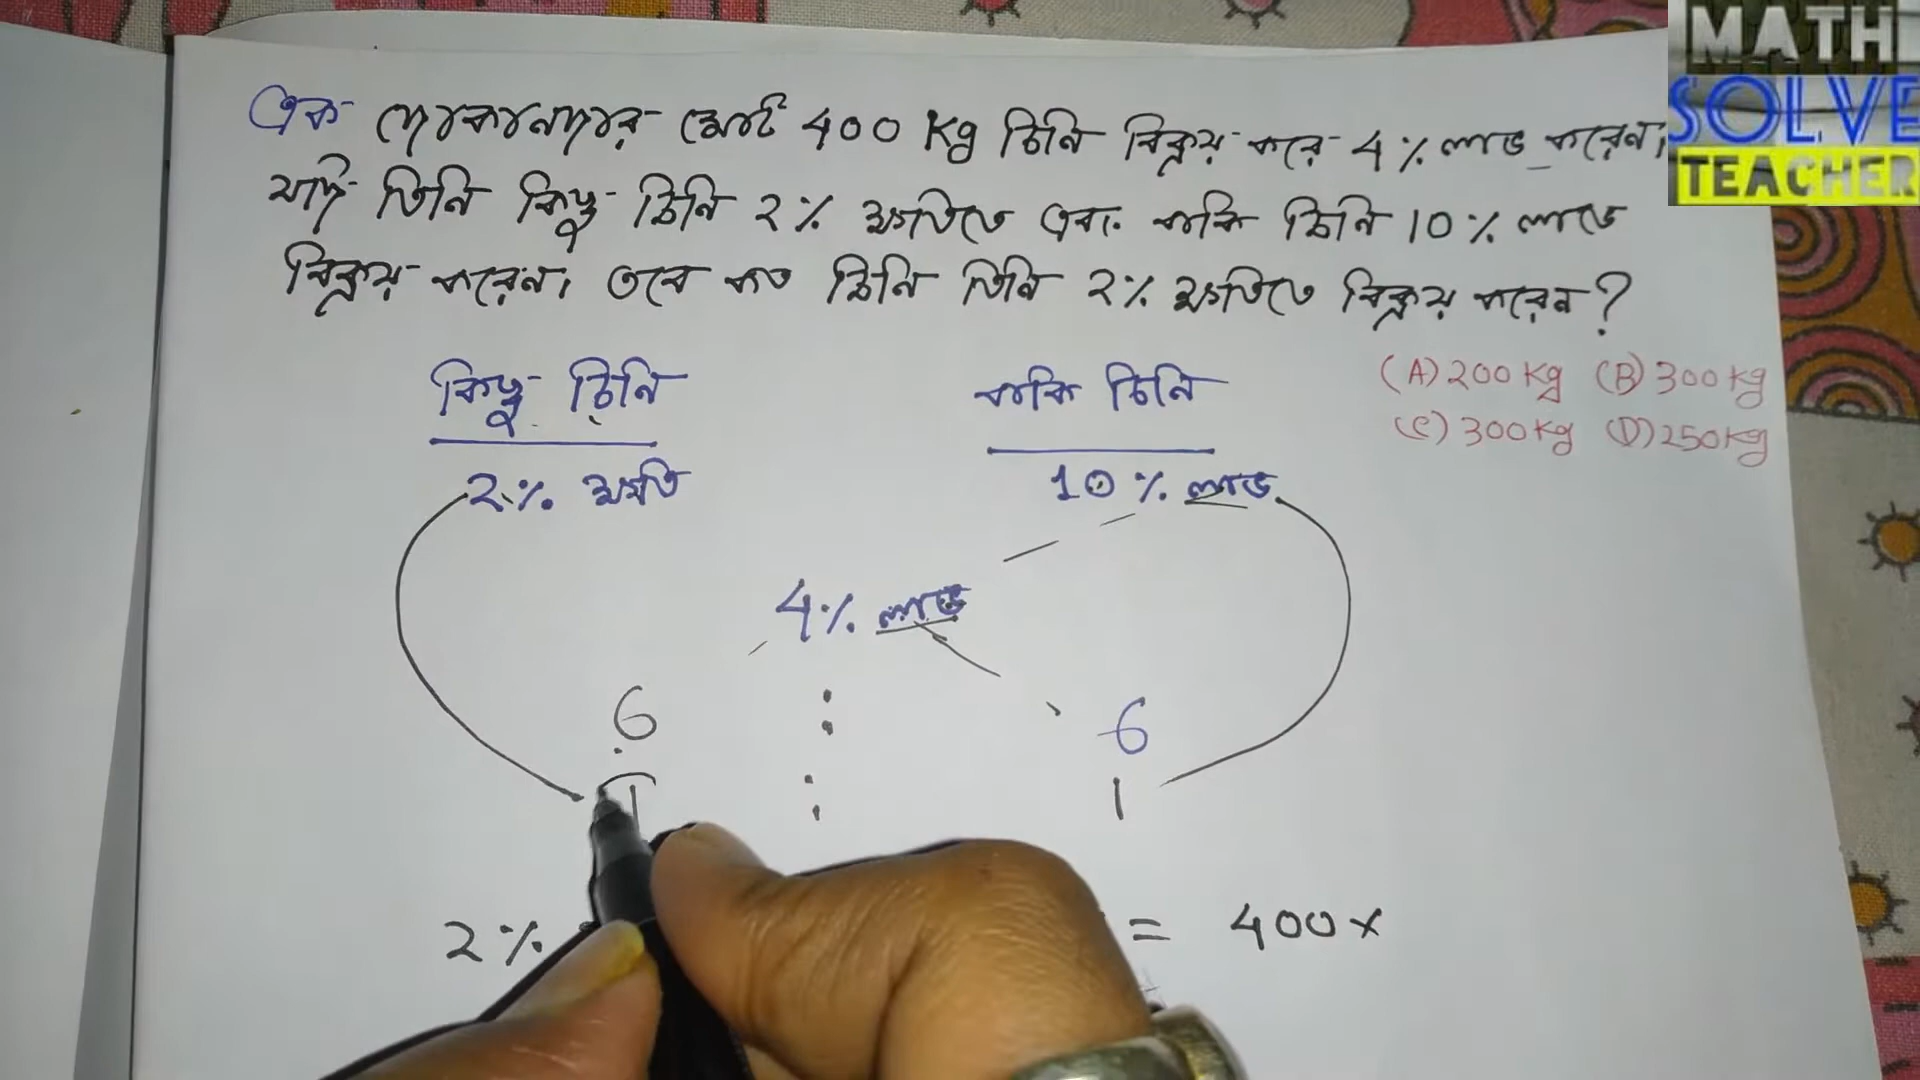 MATH
SOLVE
TEACHER
এক দোকানদার মোট 400 Kg চিনি বিক্রয় করে 4% লাভ করেন।
যদি তিনি কিছু চিনি 2% ক্ষতিতে এবং বাকি চিনি 10% লাভে
বিক্রয় করেন। তবে কত চিনি তিনি 2% ক্ষতিতে বিক্রয় করেন?
(A) 200 Kg (B) 300 Kg
(C) 300 Kg (D) 250 Kg
কিছু চিনি বাকি চিনি
2% ক্ষতি 10% লাভ
4% লাভ
6 : 6
1 : 1
2% = 400 x